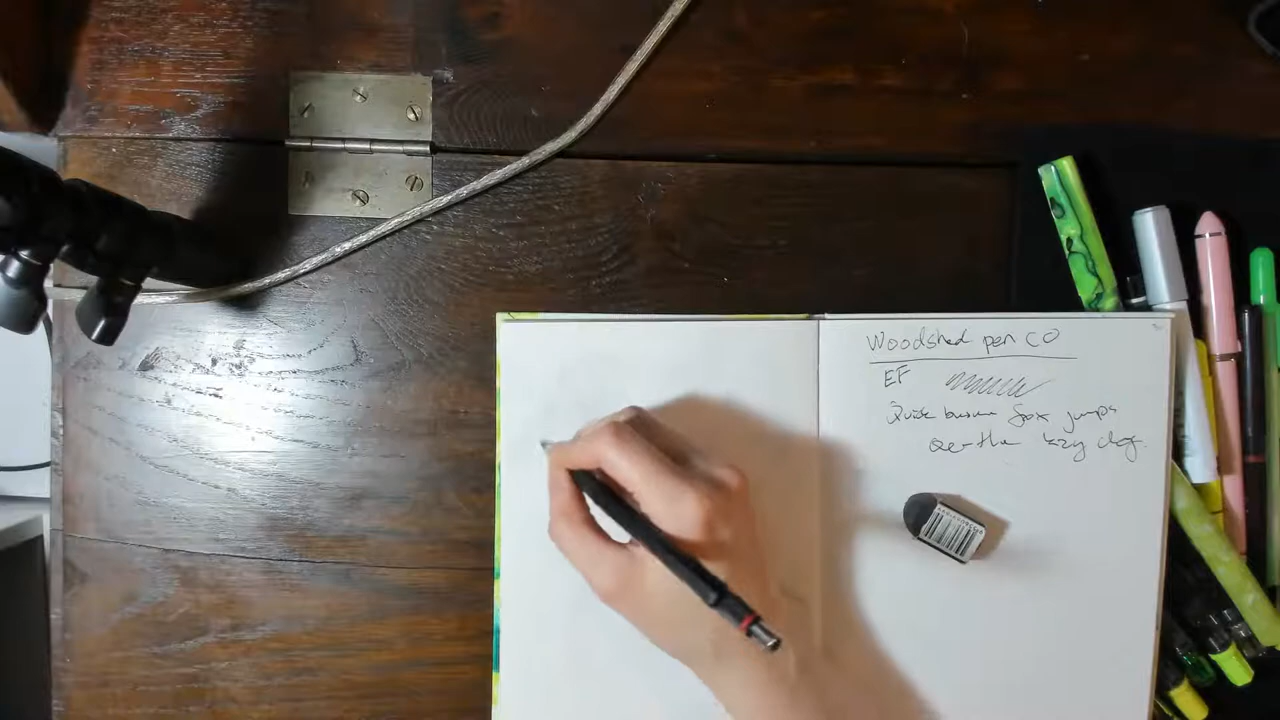 Woodshed pen CO
EF
Quick brown fox jumps
over the lazy dog.